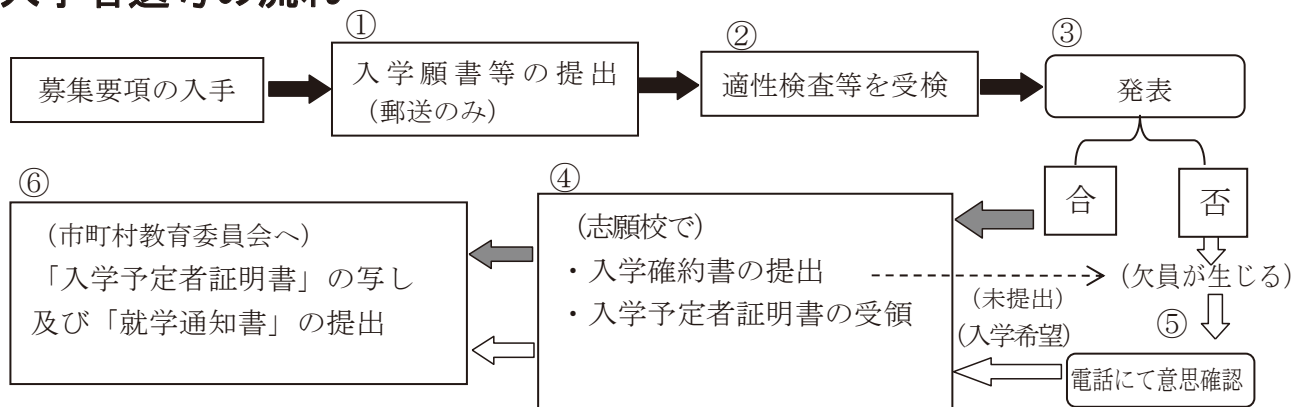 入学者選考の流れ
①
②
③
募集要項の入手
入学願書等の提出
（郵送のみ）
適性検査等を受検
発表
合
否
⑥
④
（市町村教育委員会へ）
「入学予定者証明書」の写し
及び「就学通知書」の提出
（志願校で）
・入学確約書の提出
・入学予定者証明書の受領
（未提出）
（入学希望）
（欠員が生じる）
⑤
電話にて意思確認